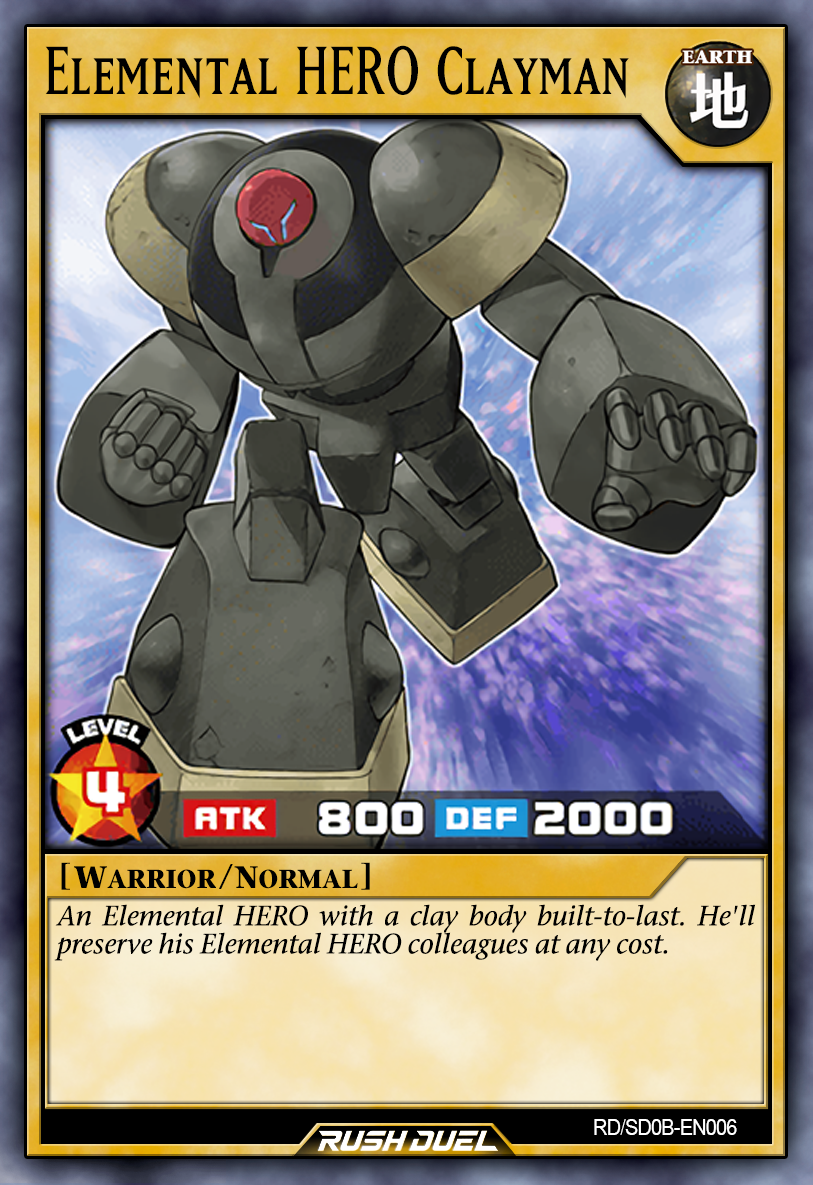 Elemental HERO Clayman
EARTH
地
LEVEL
4
ATK 800 DEF 2000
[Warrior/Normal]
An Elemental HERO with a clay body built-to-last. He'll
preserve his Elemental HERO colleagues at any cost.
RD/SD0B-EN006
RUSH DUEL